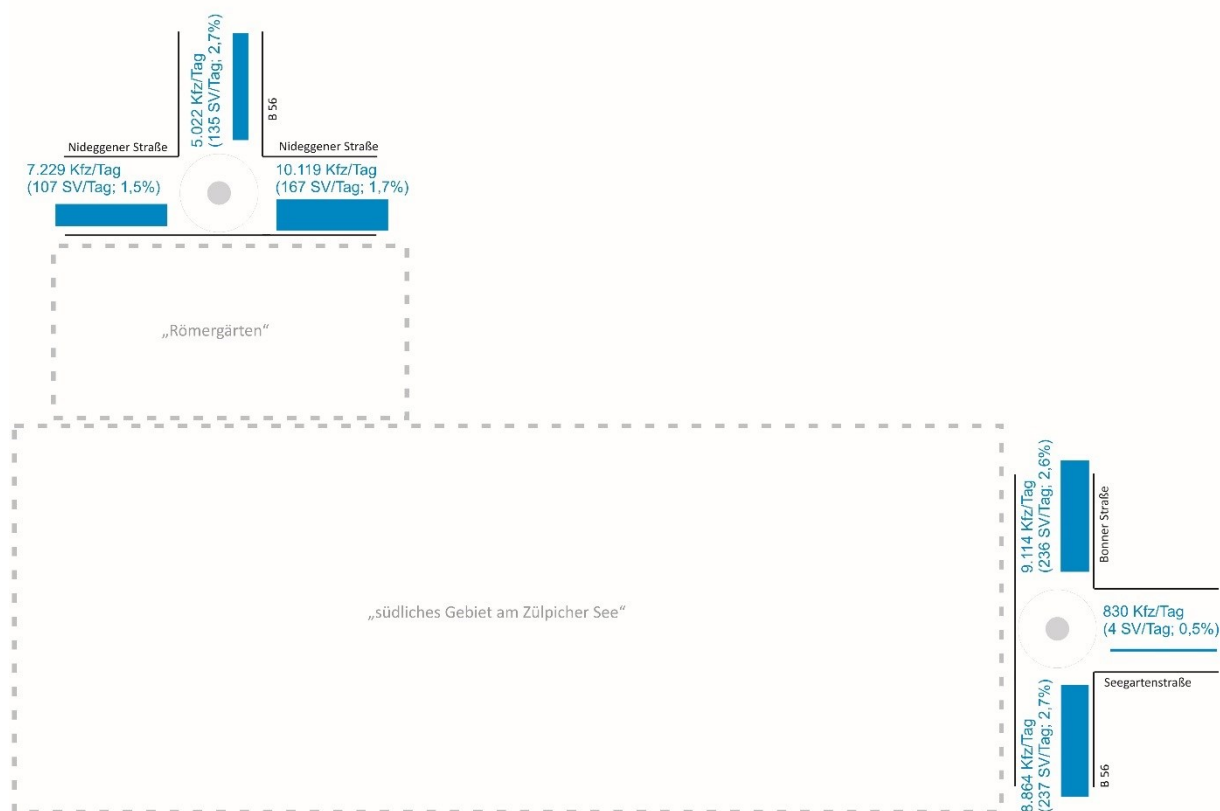 5.022 Kfz/Tag
(135 SV/Tag; 2,7%)
B 56
Nideggener Straße
Nideggener Straße
7.229 Kfz/Tag
(107 SV/Tag; 1,5%)
10.119 Kfz/Tag
(167 SV/Tag; 1,7%)
„Römergärten“
9.114 Kfz/Tag
(236 SV/Tag; 2,6%)
Bonner Straße
„südliches Gebiet am Zülpicher See“
830 Kfz/Tag
(4 SV/Tag; 0,5%)
Seegartenstraße
8.864 Kfz/Tag
(237 SV/Tag; 2,7%)
B 56